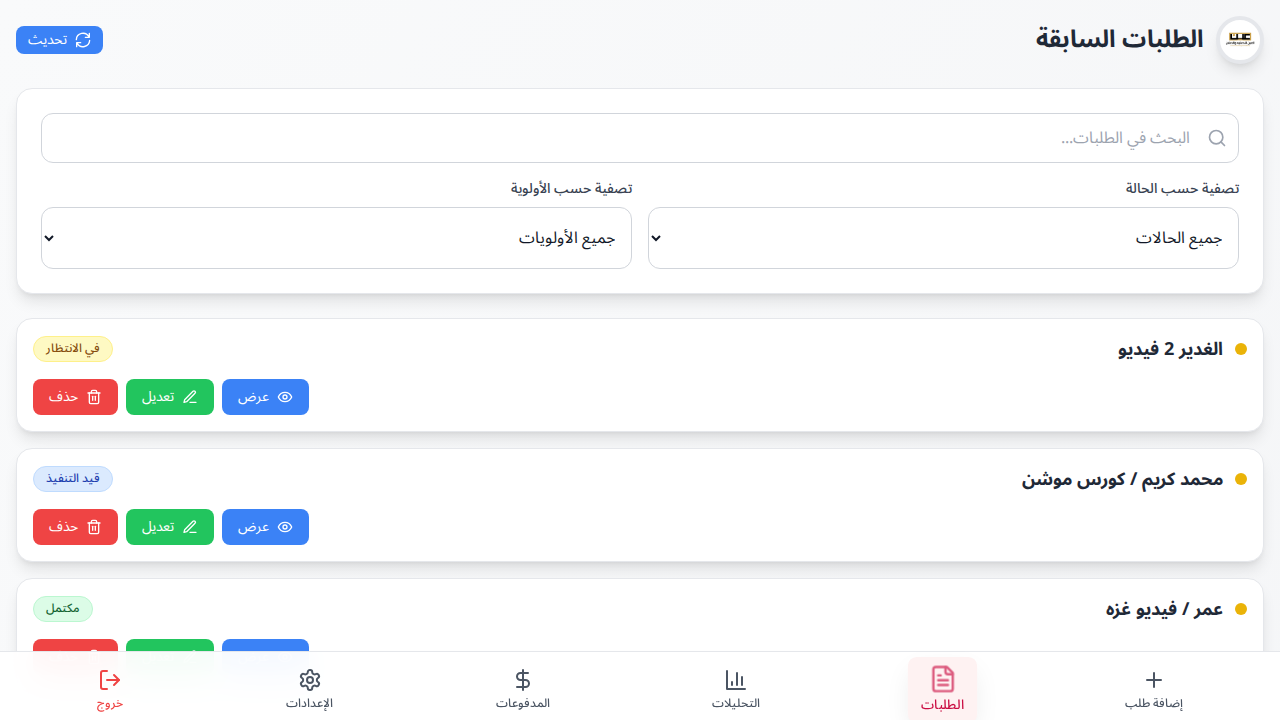 الطلبات السابقة
تحديث
البحث في الطلبات...
تصفية حسب الحالة
تصفية حسب الأولوية
جميع الحالات
جميع الأولويات
الغدير 2 فيديو
في الانتظار
عرض
تعديل
حذف
محمد كريم / كورس موشن
قيد التنفيذ
عرض
تعديل
حذف
عمر / فيديو غزه
مكتمل
إضافة طلب
الطلبات
التحليلات
المدفوعات
الإعدادات
خروج